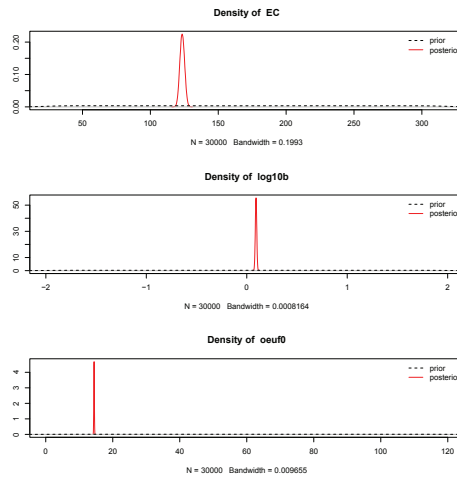 Density of EC
0.20
0.10
0.00
prior
posterior
50 100 150 200 250 300
N = 30000 Bandwidth = 0.1993
Density of log10b
50
30
10
0
prior
posterior
−2 −1 0 1 2
N = 30000 Bandwidth = 0.0008164
Density of oeuf0
4
3
2
1
0
prior
posterior
0 20 40 60 80 100 120
N = 30000 Bandwidth = 0.009655